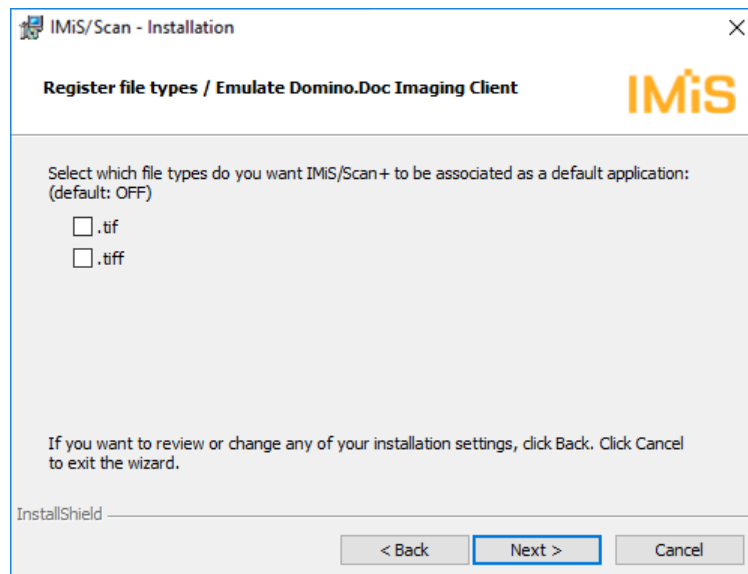 IMiS/Scan - Installation
Register file types / Emulate Domino.Doc Imaging Client
IMiS
Select which file types do you want IMiS/Scan+ to be associated as a default application:
(default: OFF)
.tif
.tiff
If you want to review or change any of your installation settings, click Back. Click Cancel
to exit the wizard.
InstallShield
< Back
Next >
Cancel